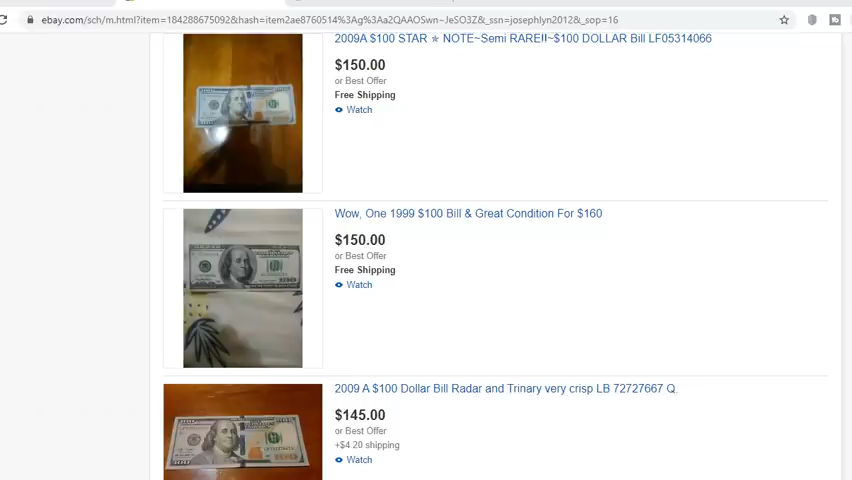 ebay.com/sch/m.html?item=184288675092&hash=item2ae8760514%3Ag%3Aa2QAAOSwn~JeSO3Z&_ssn=josephlyn2012&_sop=16
2009A $100 STAR ★ NOTE~Semi RARE!!~$100 DOLLAR Bill LF05314066
$150.00
or Best Offer
Free Shipping
Watch
Wow, One 1999 $100 Bill & Great Condition For $160
$150.00
or Best Offer
Free Shipping
Watch
2009 A $100 Dollar Bill Radar and Trinary very crisp LB 72727667 Q.
$145.00
or Best Offer
+$4.20 shipping
Watch